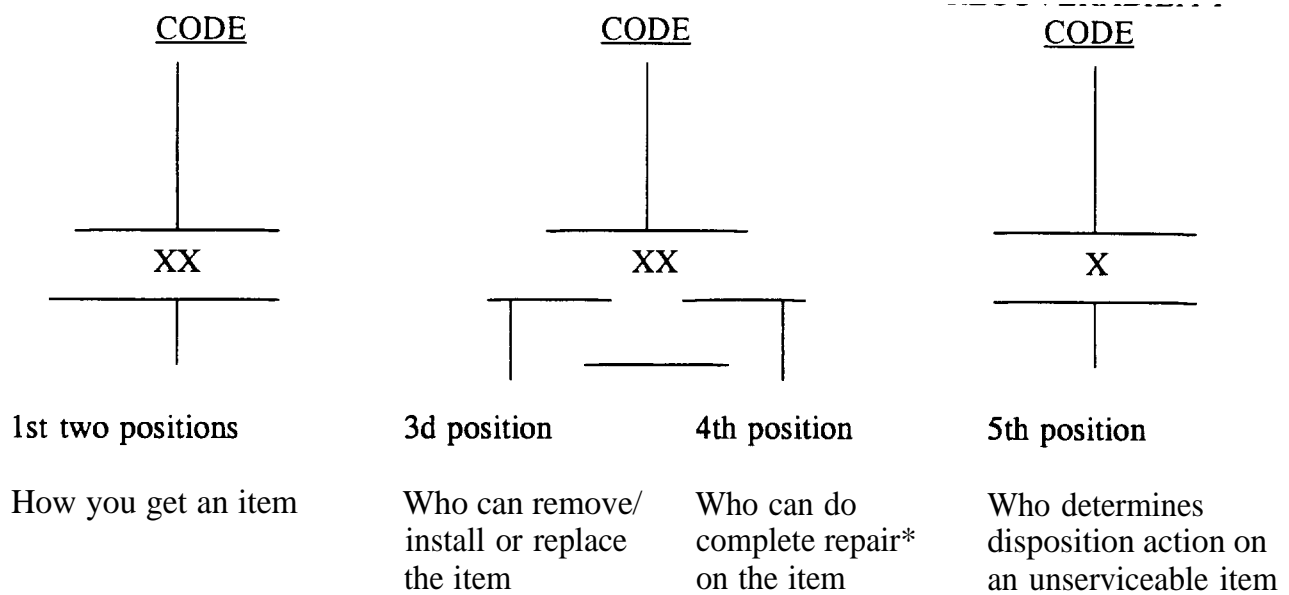 CODE CODE CODE
XX XX X
1st two positions 3d position 4th position 5th position
How you get an item
Who can remove/
install or replace
the item
Who can do
complete repair*
on the item
Who determines
disposition action on
an unserviceable item